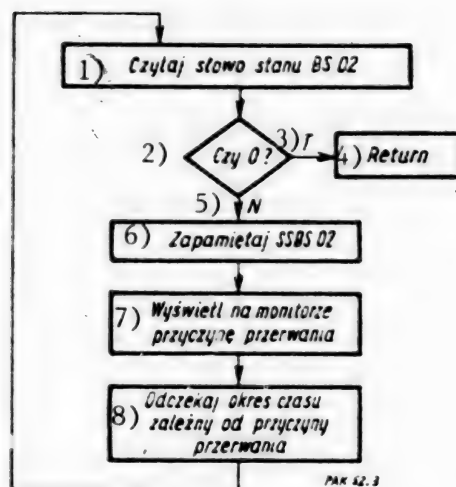 1) Czytaj słowo stanu BS 02
2) Czy 0? 3) T 4) Return
5) N
6) Zapamiętaj SSBS 02
7) Wyświetl na monitorze
przyczynę przerwania
8) Odczekaj okres czasu
zależny od przyczyny
przerwania
PAK 52.3